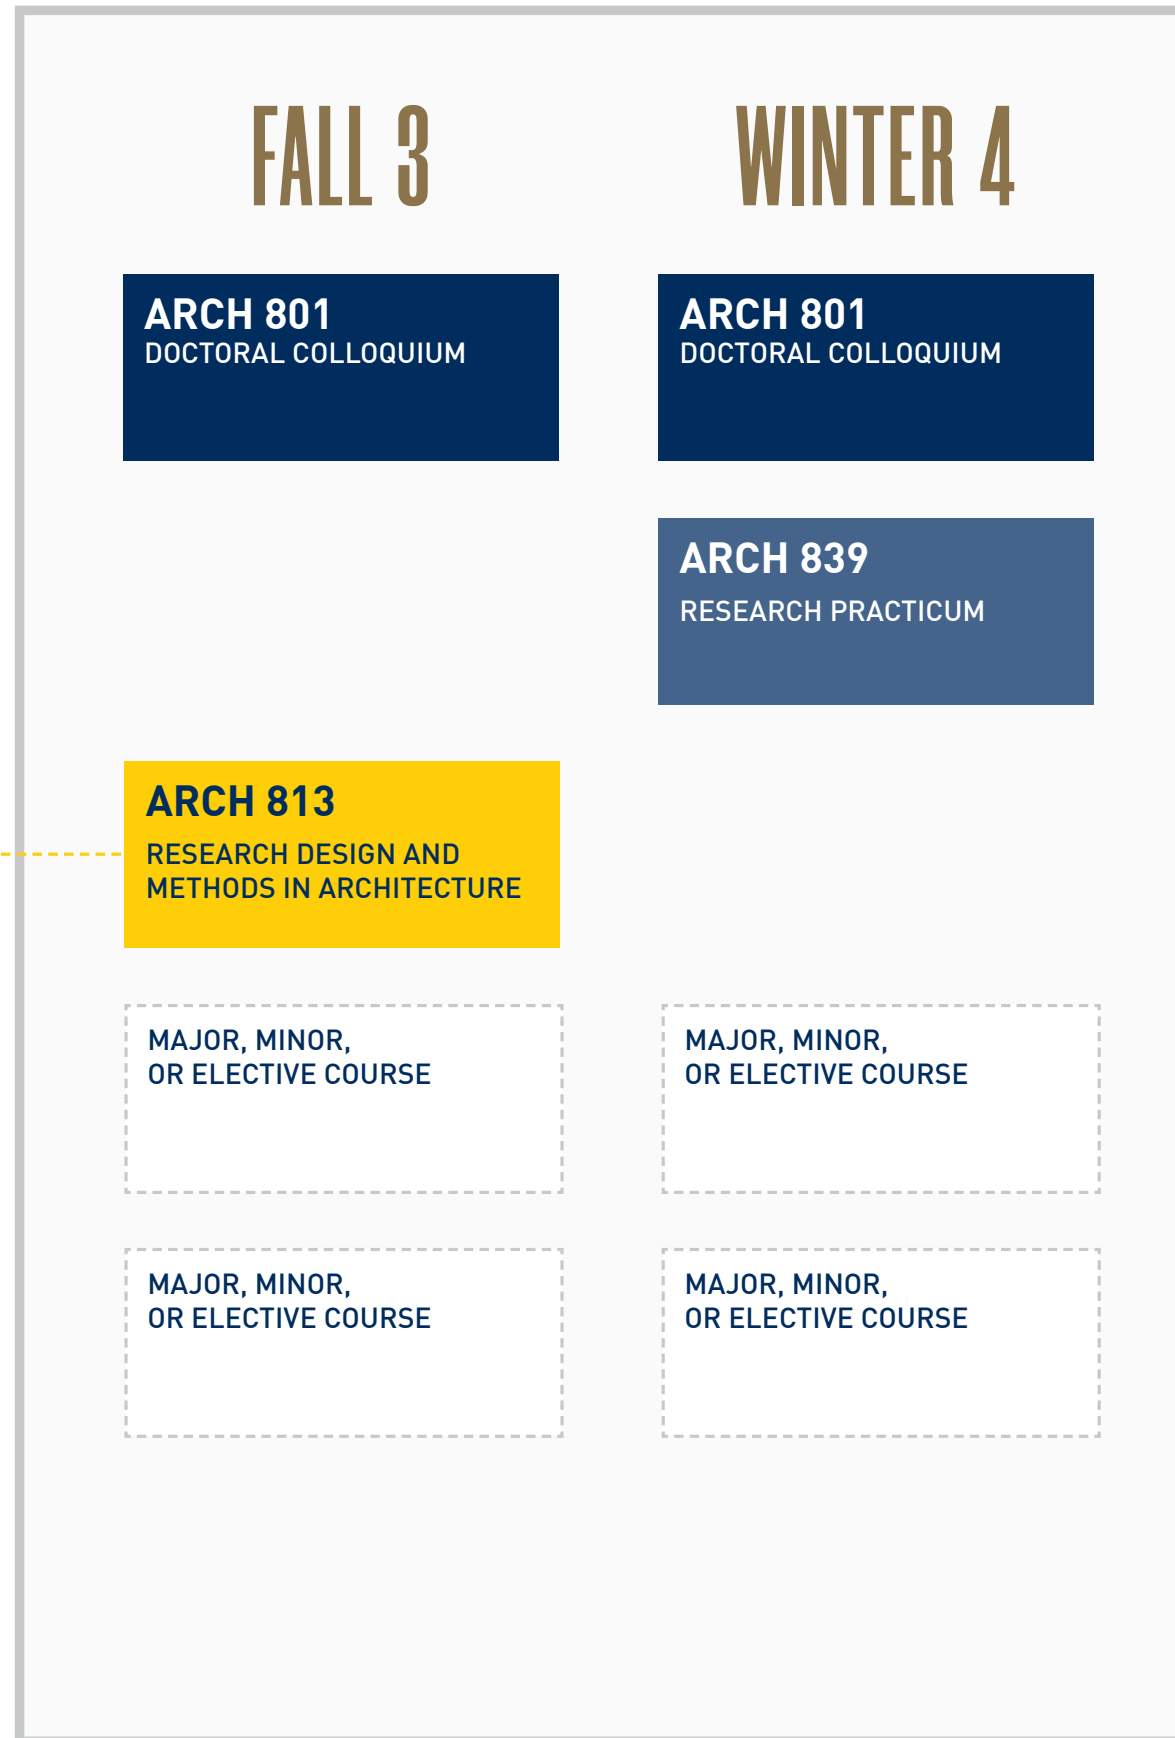 FALL 3
ARCH 801
DOCTORAL COLLOQUIUM
ARCH 813
RESEARCH DESIGN AND
METHODS IN ARCHITECTURE
MAJOR, MINOR,
OR ELECTIVE COURSE
MAJOR, MINOR,
OR ELECTIVE COURSE
WINTER 4
ARCH 801
DOCTORAL COLLOQUIUM
ARCH 839
RESEARCH PRACTICUM
MAJOR, MINOR,
OR ELECTIVE COURSE
MAJOR, MINOR,
OR ELECTIVE COURSE